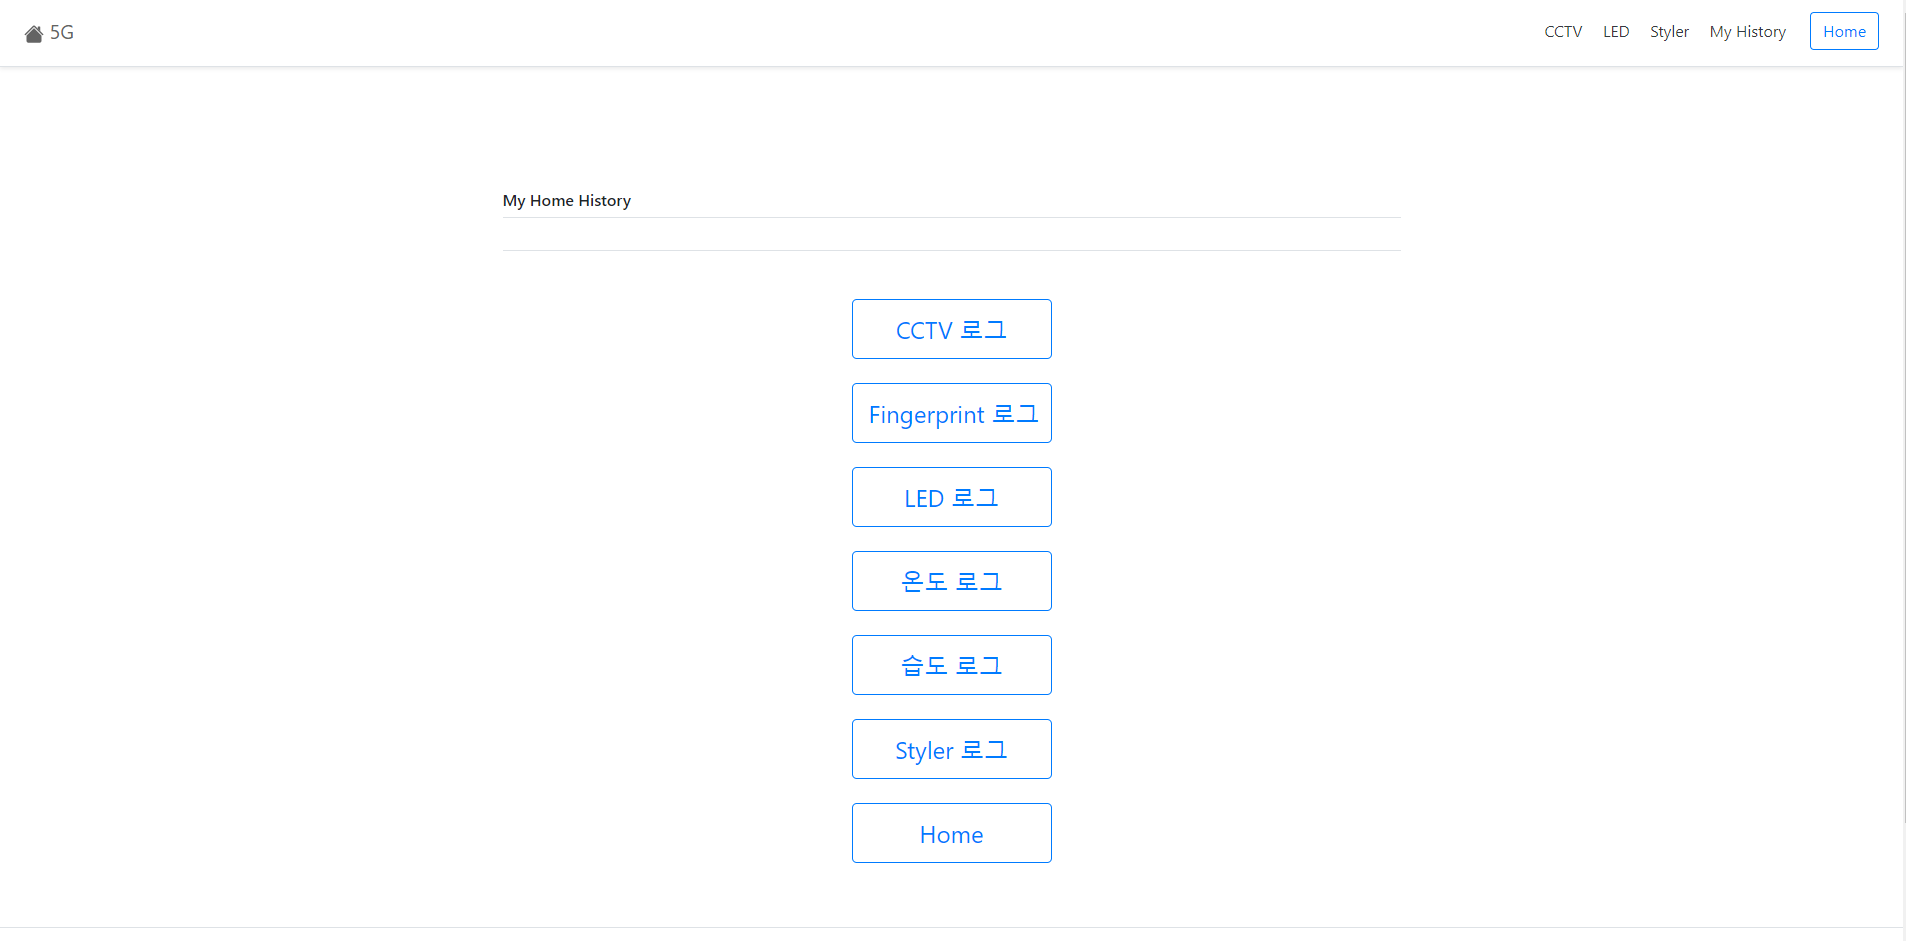 5G
CCTV LED Styler My History Home
My Home History
CCTV 로그
Fingerprint 로그
LED 로그
온도 로그
습도 로그
Styler 로그
Home